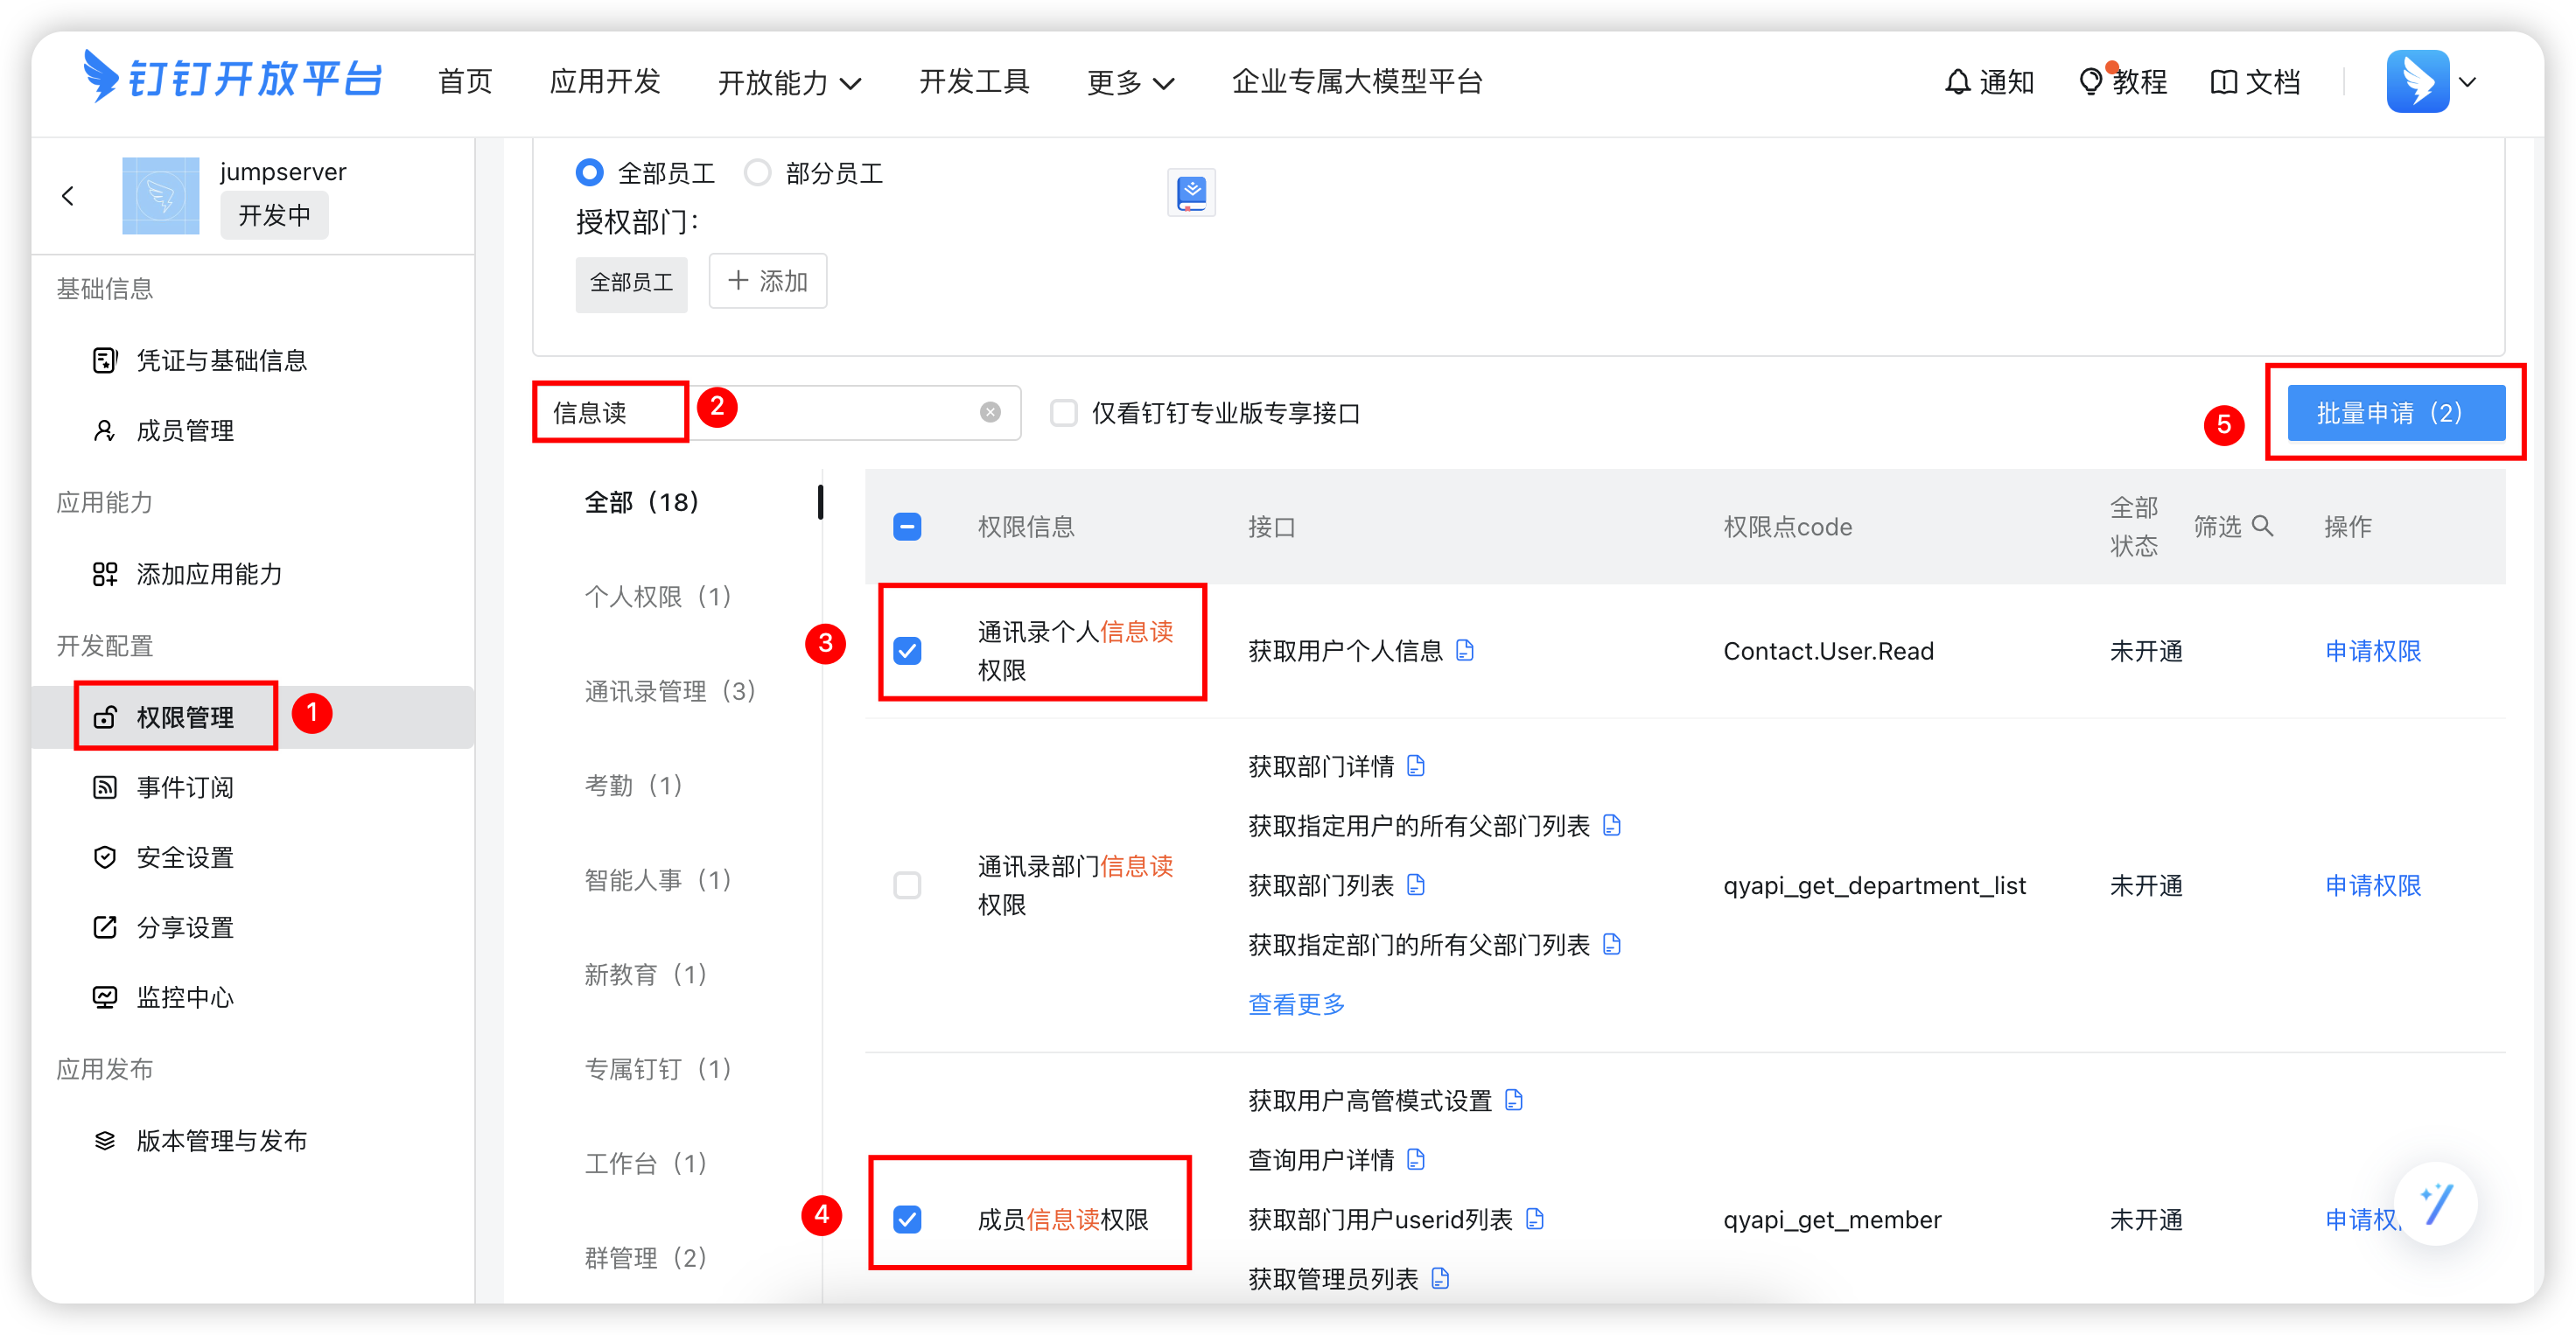 钉钉开放平台 首页 应用开发 开放能力 开发工具 更多 企业专属大模型平台 通知 教程 文档
jumpserver
开发中
基础信息
凭证与基础信息
成员管理
应用能力
添加应用能力
开发配置
权限管理 1
事件订阅
安全设置
分享设置
监控中心
应用发布
版本管理与发布
全部员工 部分员工
授权部门：
全部员工 添加
信息读 2 仅看钉钉专业版专享接口 5 批量申请（2）
全部（18）
个人权限（1）
通讯录管理（3）
考勤（1）
智能人事（1）
新教育（1）
专属钉钉（1）
工作台（1）
群管理（2）
权限信息 接口 权限点code 全部
状态 筛选 操作
3 通讯录个人信息读
权限 获取用户个人信息 Contact.User.Read 未开通 申请权限
通讯录部门信息读
权限
获取部门详情
获取指定用户的所有父部门列表
获取部门列表
获取指定部门的所有父部门列表
查看更多
qyapi_get_department_list 未开通 申请权限
4 成员信息读权限
获取用户高管模式设置
查询用户详情
获取部门用户userid列表
获取管理员列表
qyapi_get_member 未开通 申请权